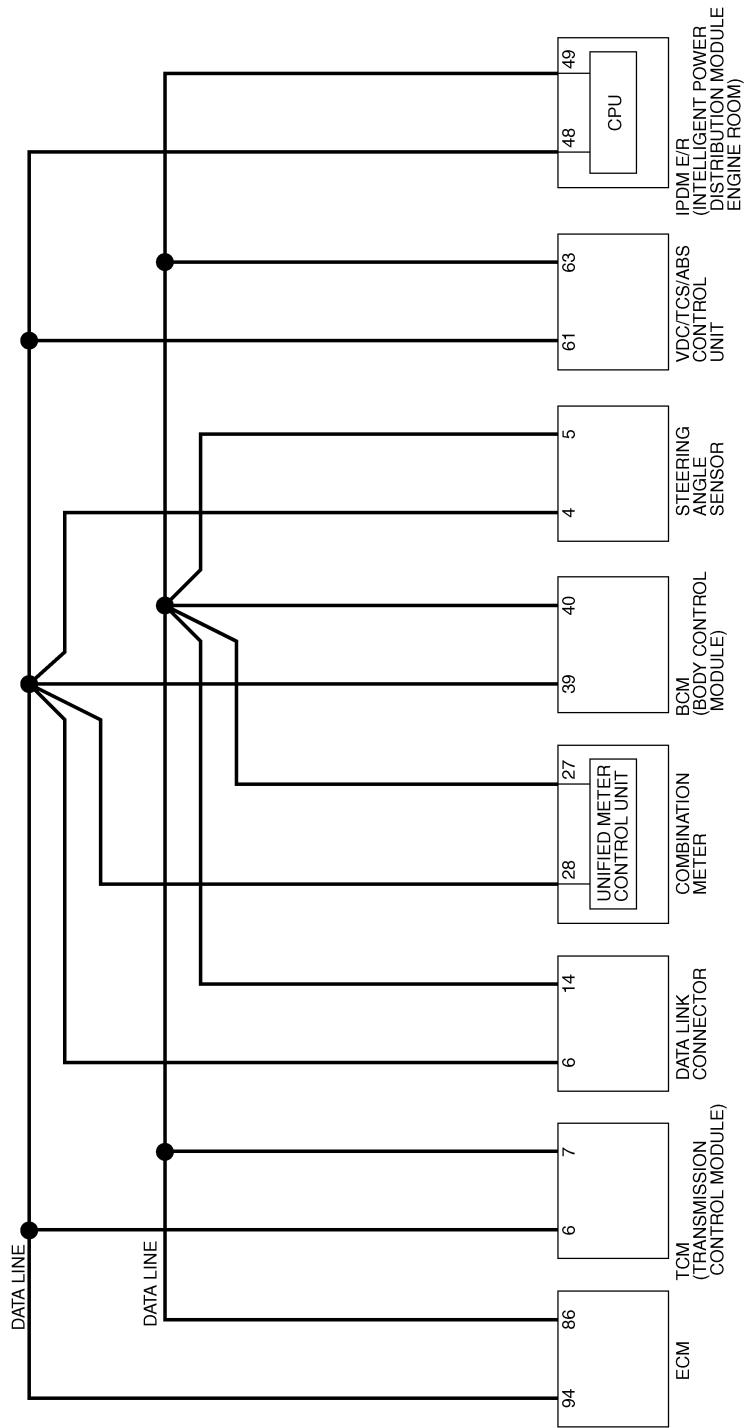 DATA LINE
DATA LINE
94
86
ECM
6
7
TCM
(TRANSMISSION
CONTROL MODULE)
6
14
DATA LINK
CONNECTOR
28
27
UNIFIED METER
CONTROL UNIT
COMBINATION
METER
39
40
BCM
(BODY CONTROL
MODULE)
4
5
STEERING
ANGLE
SENSOR
61
63
VDC/TCS/ABS
CONTROL
UNIT
48
49
CPU
IPDM E/R
(INTELLIGENT POWER
DISTRIBUTION MODULE
ENGINE ROOM)